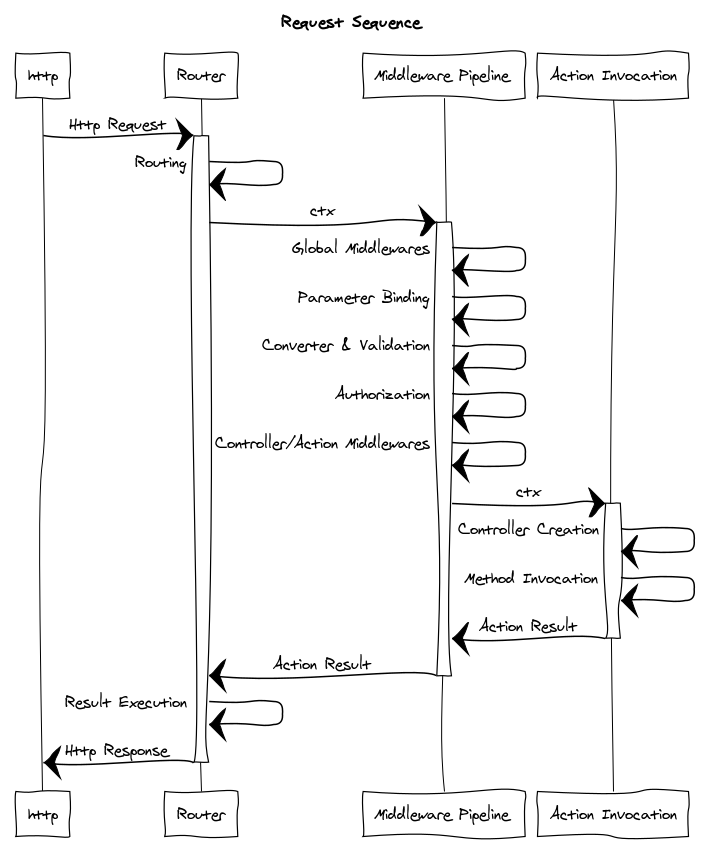 Request Sequence
http
Router
Middleware Pipeline
Action Invocation
Http Request
Routing
ctx
Global Middlewares
Parameter Binding
Converter & Validation
Authorization
Controller/Action Middlewares
ctx
Controller Creation
Method Invocation
Action Result
Action Result
Result Execution
Http Response
http
Router
Middleware Pipeline
Action Invocation